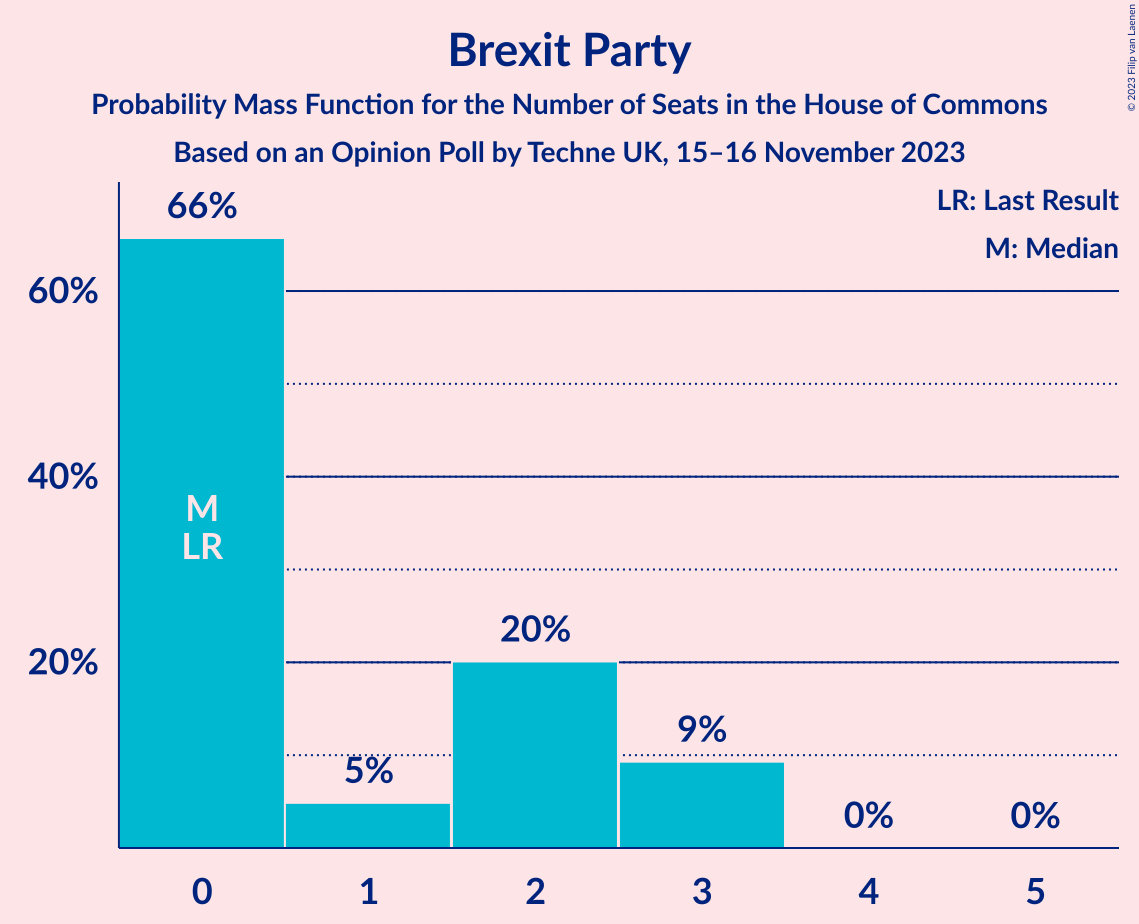 Brexit Party
Probability Mass Function for the Number of Seats in the House of Commons
Based on an Opinion Poll by Techne UK, 15–16 November 2023
© 2023 Filip van Laenen
LR: Last Result
M: Median
66%
60%
40%
M
LR
20%
20%
9%
5%
0%
0%
0
1
2
3
4
5